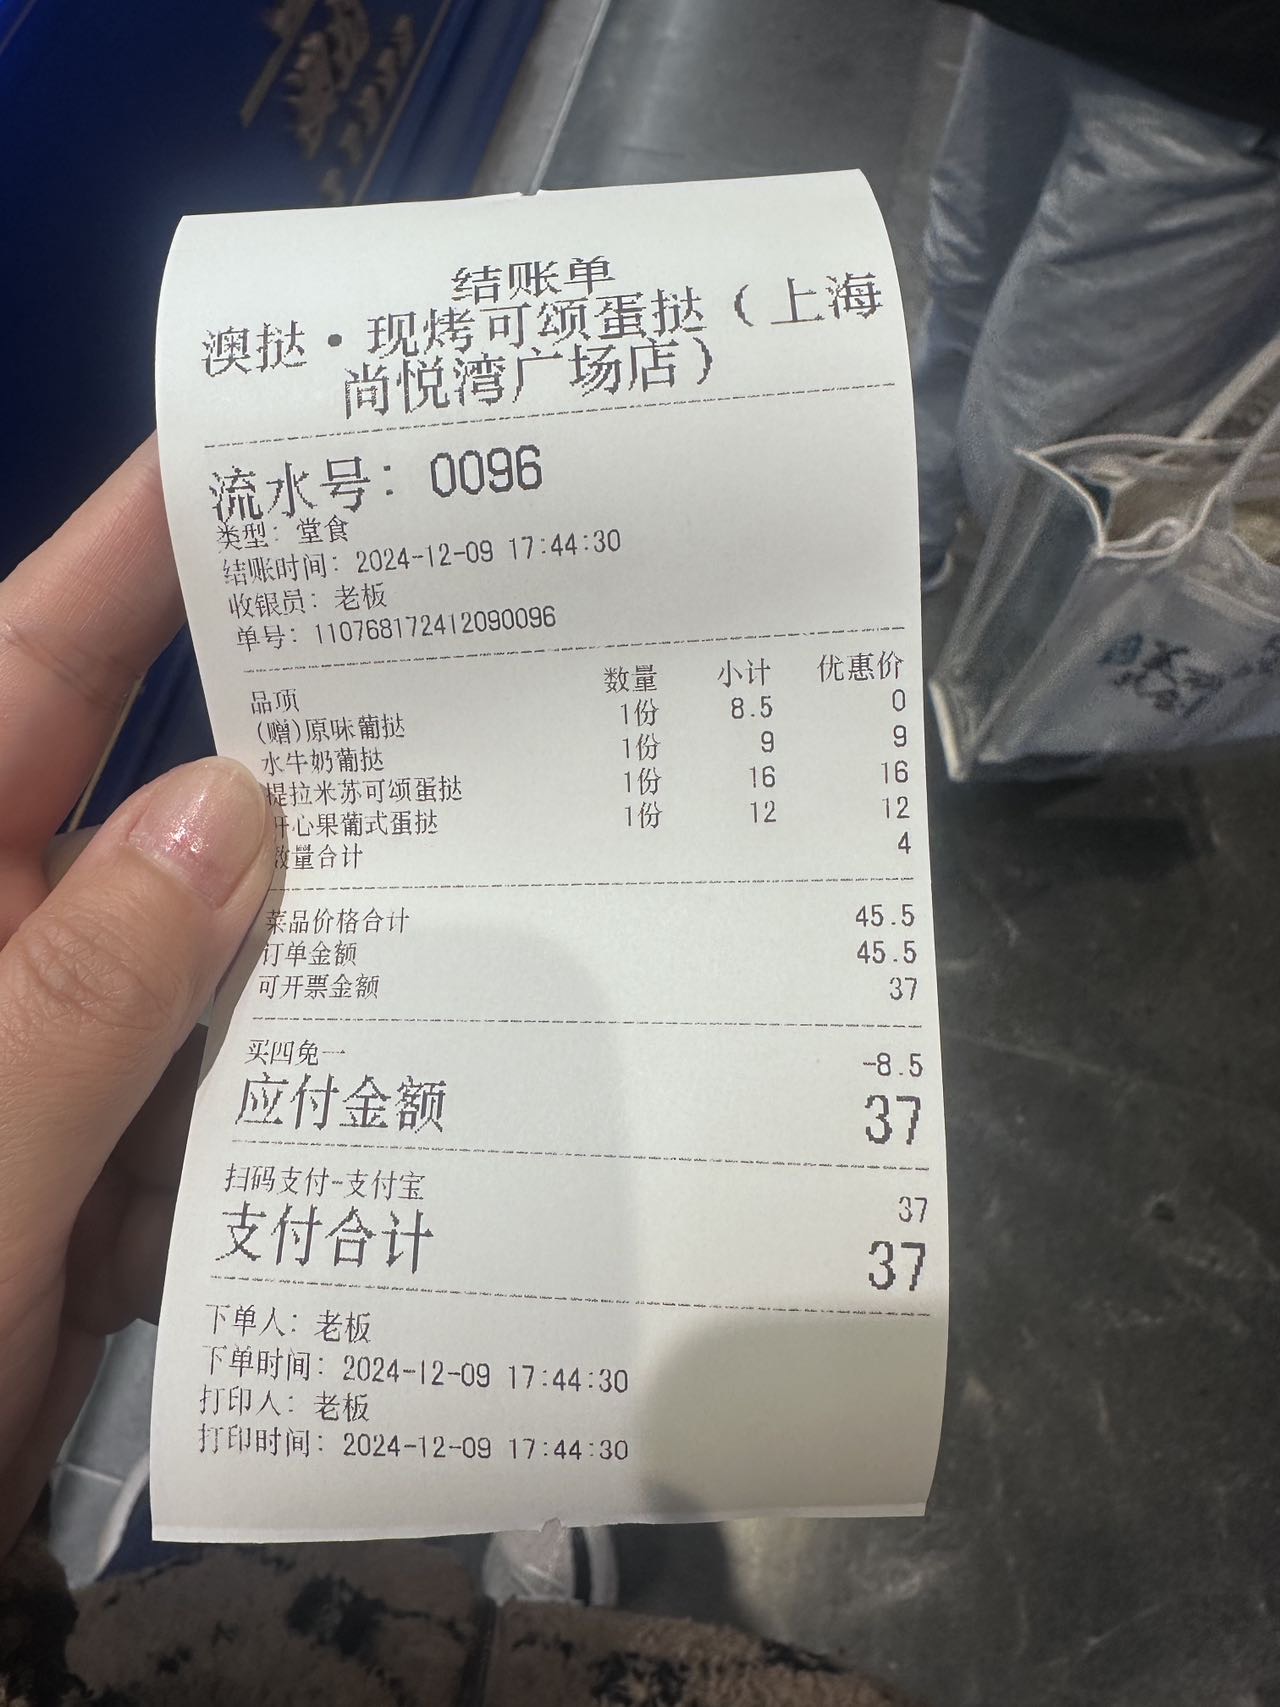 结账单
澳挞·现烤可颂蛋挞（上海
尚悦湾广场店）
流水号：0096
类型：堂食
结账时间：2024-12-09 17:44:30
收银员：老板
单号：110768172412090096
品项 数量 小计 优惠价
(赠)原味葡挞 1份 8.5 0
水牛奶葡挞 1份 9 9
提拉米苏可颂蛋挞 1份 16 16
开心果葡式蛋挞 1份 12 12
数量合计 4
菜品价格合计 45.5
订单金额 45.5
可开票金额 37
买四免一 -8.5
应付金额 37
扫码支付-支付宝 37
支付合计 37
下单人：老板
下单时间：2024-12-09 17:44:30
打印人：老板
打印时间：2024-12-09 17:44:30